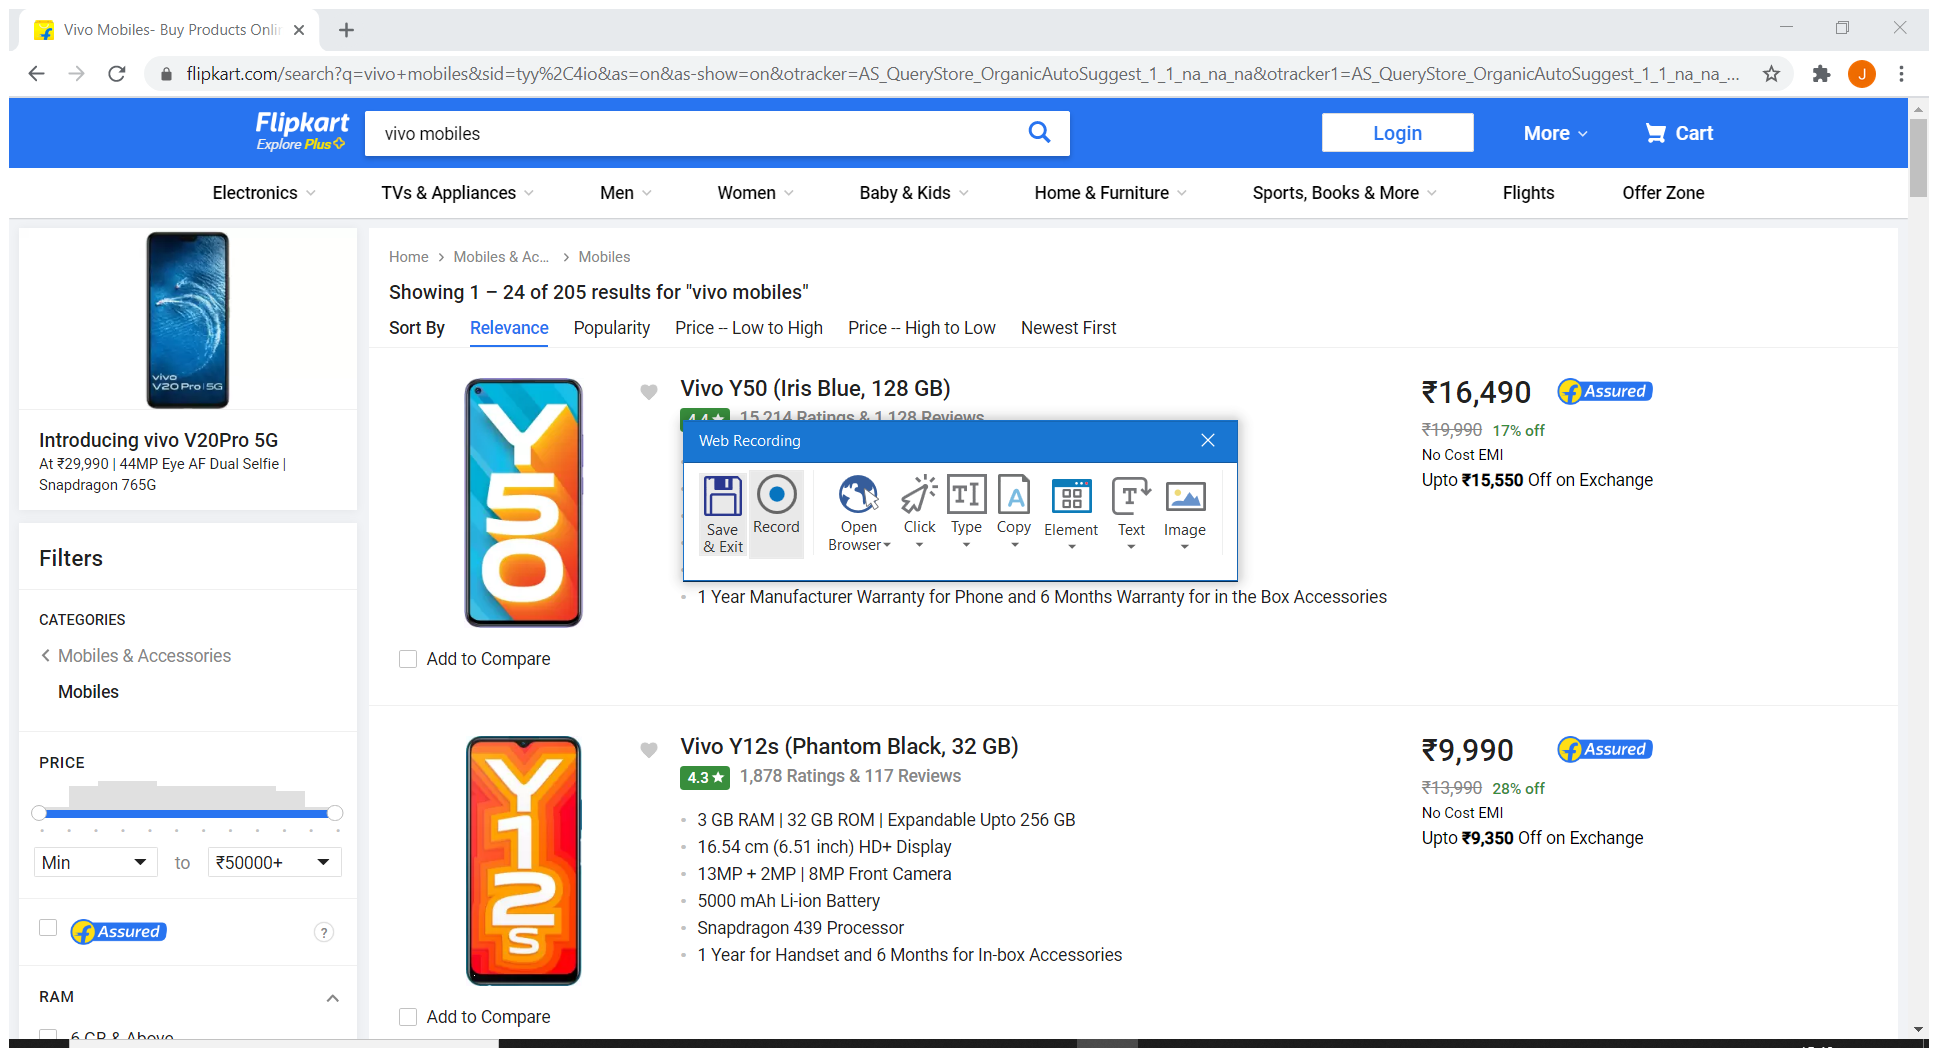 Vivo Mobiles- Buy Products Onli
flipkart.com/search?q=vivo+mobiles&sid=tyy%2C4io&as=on&as-show=on&otracker=AS_QueryStore_OrganicAutoSuggest_1_1_na_na_na&otracker1=AS_QueryStore_OrganicAutoSuggest_1_1_na_na_...
J
Flipkart
Explore Plus
vivo mobiles
Login
More
Cart
Electronics
TVs & Appliances
Men
Women
Baby & Kids
Home & Furniture
Sports, Books & More
Flights
Offer Zone
vivo
V20 Pro | 5G
Introducing vivo V20Pro 5G
At ₹29,990 | 44MP Eye AF Dual Selfie |
Snapdragon 765G
Filters
CATEGORIES
Mobiles & Accessories
Mobiles
PRICE
Min
to
₹50000+
Assured
?
RAM
6 GB & Above
Home > Mobiles & Ac... > Mobiles
Showing 1 – 24 of 205 results for "vivo mobiles"
Sort By
Relevance
Popularity
Price -- Low to High
Price -- High to Low
Newest First
Y50
Vivo Y50 (Iris Blue, 128 GB)
4.4 ★
15,214 Ratings & 1,128 Reviews
1 Year Manufacturer Warranty for Phone and 6 Months Warranty for in the Box Accessories
Add to Compare
₹16,490
Assured
₹19,990 17% off
No Cost EMI
Upto ₹15,550 Off on Exchange
Web Recording
Save
& Exit
Record
Open
Browser
Click
Type
Copy
Element
Text
Image
Y12s
Vivo Y12s (Phantom Black, 32 GB)
4.3 ★
1,878 Ratings & 117 Reviews
3 GB RAM | 32 GB ROM | Expandable Upto 256 GB
16.54 cm (6.51 inch) HD+ Display
13MP + 2MP | 8MP Front Camera
5000 mAh Li-ion Battery
Snapdragon 439 Processor
1 Year for Handset and 6 Months for In-box Accessories
Add to Compare
₹9,990
Assured
₹13,990 28% off
No Cost EMI
Upto ₹9,350 Off on Exchange